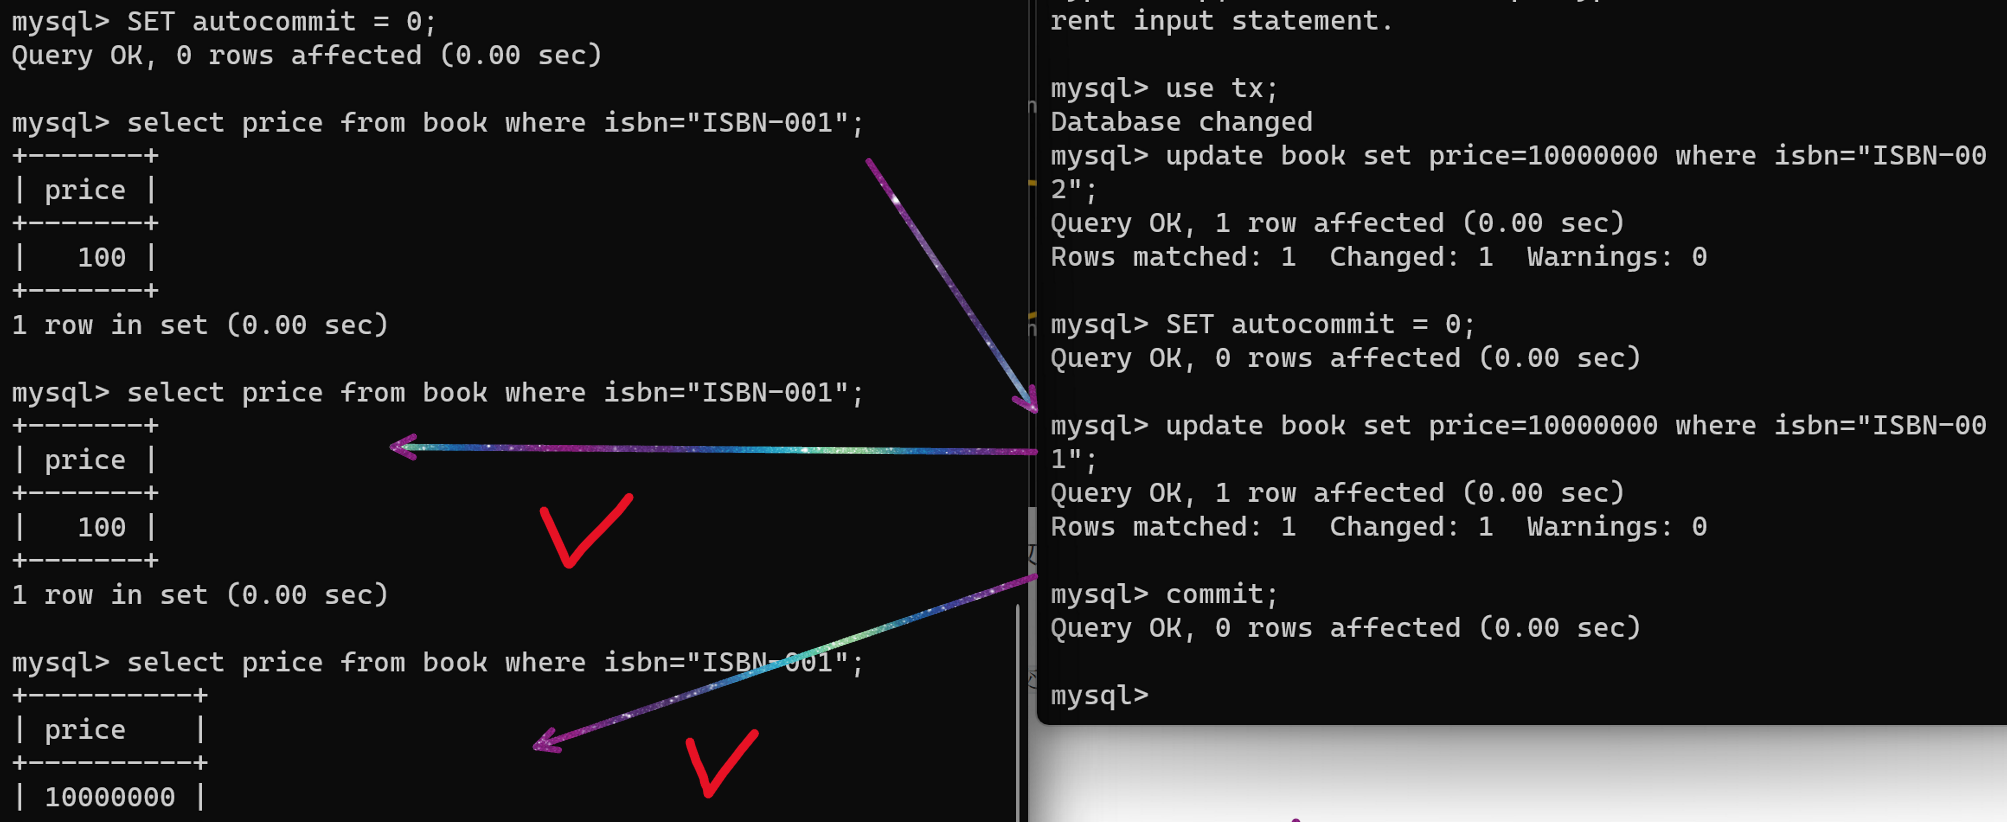 mysql> SET autocommit = 0;
Query OK, 0 rows affected (0.00 sec)
mysql> select price from book where isbn="ISBN-001";
+-------+
| price |
+-------+
|   100 |
+-------+
1 row in set (0.00 sec)
mysql> select price from book where isbn="ISBN-001";
+-------+
| price |
+-------+
|   100 |
+-------+
1 row in set (0.00 sec)
mysql> select price from book where isbn="ISBN-001";
+----------+
| price    |
+----------+
| 10000000 |
rent input statement.
mysql> use tx;
Database changed
mysql> update book set price=10000000 where isbn="ISBN-00
2";
Query OK, 1 row affected (0.00 sec)
Rows matched: 1  Changed: 1  Warnings: 0
mysql> SET autocommit = 0;
Query OK, 0 rows affected (0.00 sec)
mysql> update book set price=10000000 where isbn="ISBN-00
1";
Query OK, 1 row affected (0.00 sec)
Rows matched: 1  Changed: 1  Warnings: 0
mysql> commit;
Query OK, 0 rows affected (0.00 sec)
mysql>